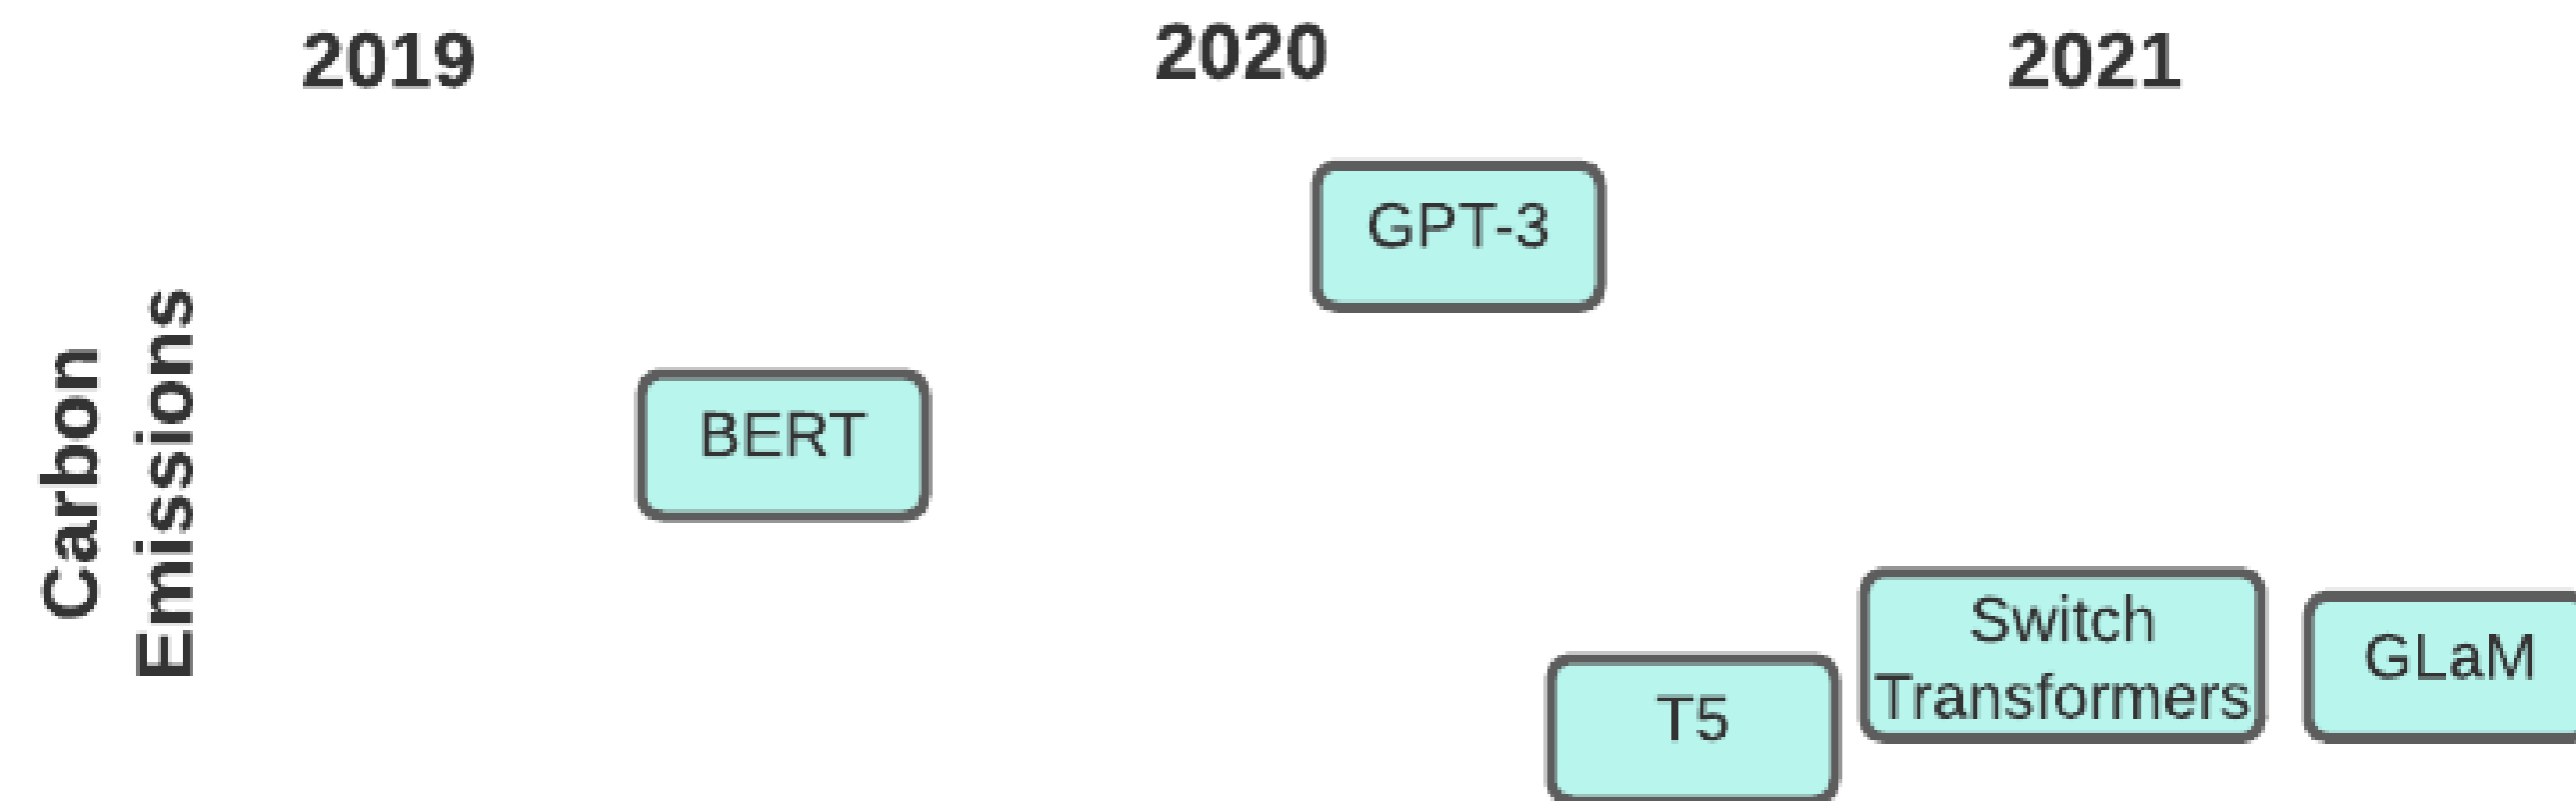 2019
2020
2021
GPT-3
BERT
Carbon
Emissions
Switch
Transformers
GLaM
T5